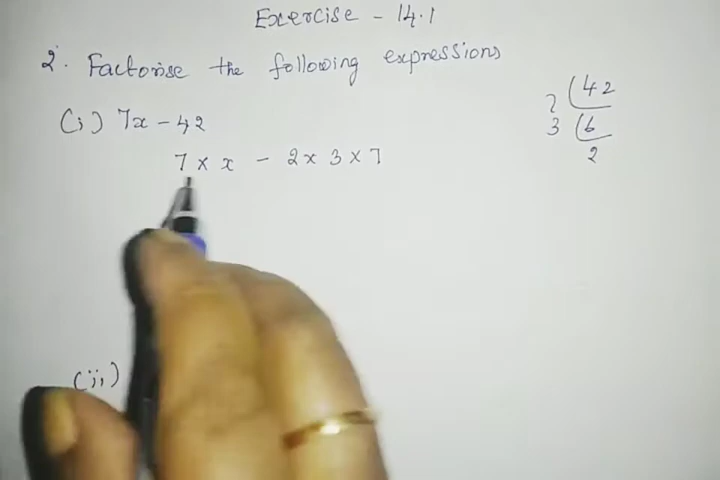 Exercise - 14.1
2. Factorise the following expressions
(i) 7x - 42
7 × x - 2 × 3 × 7
7 42
3 6
2
(ii)